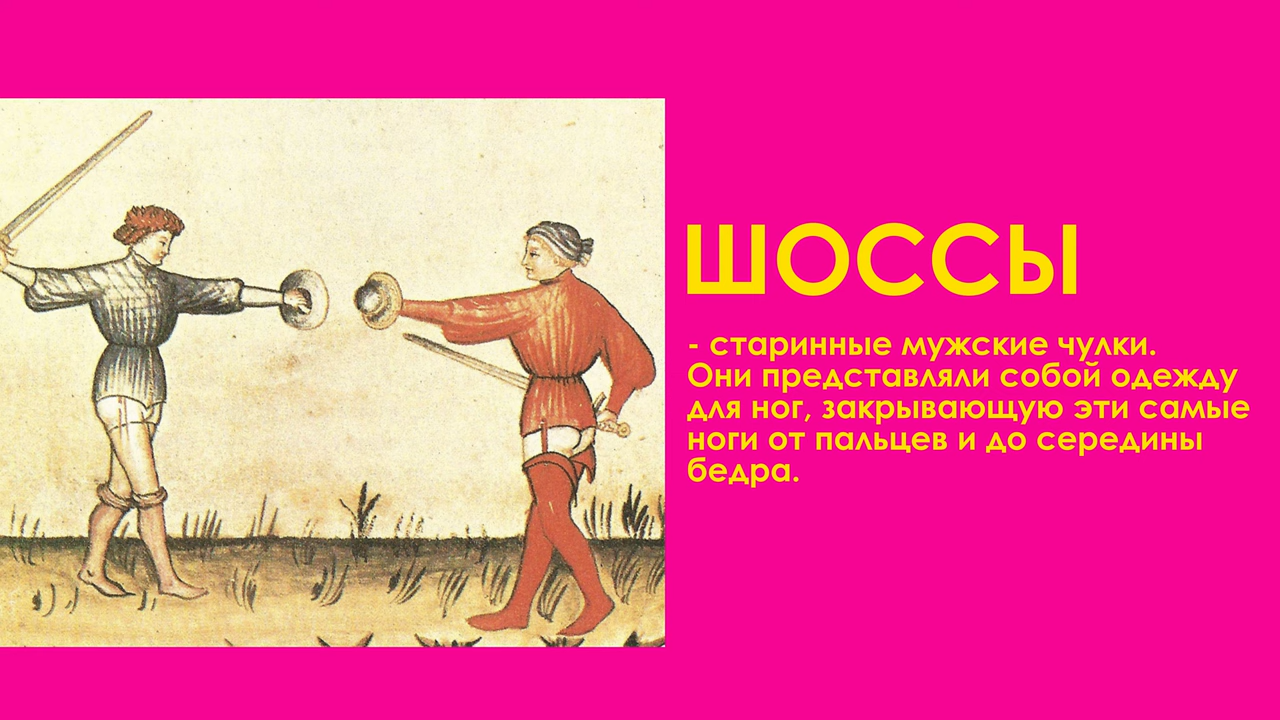 ШОССЫ
- старинные мужские чулки.
Они представляли собой одежду
для ног, закрывающую эти самые
ноги от пальцев и до середины
бедра.